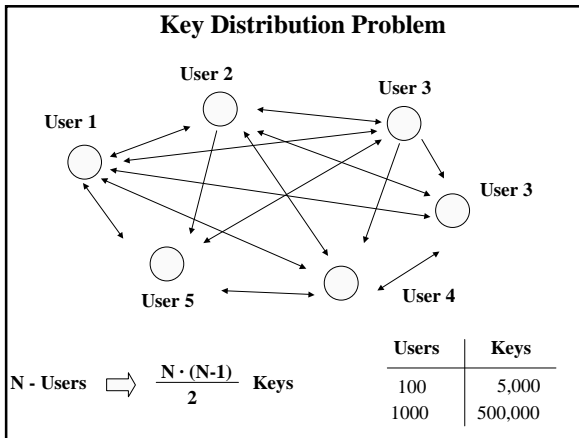 Key Distribution Problem
User 2
User 3
User 1
User 3
User 5
User 4
Users Keys
N - Users N · (N-1) Keys
2
100 5,000
1000 500,000